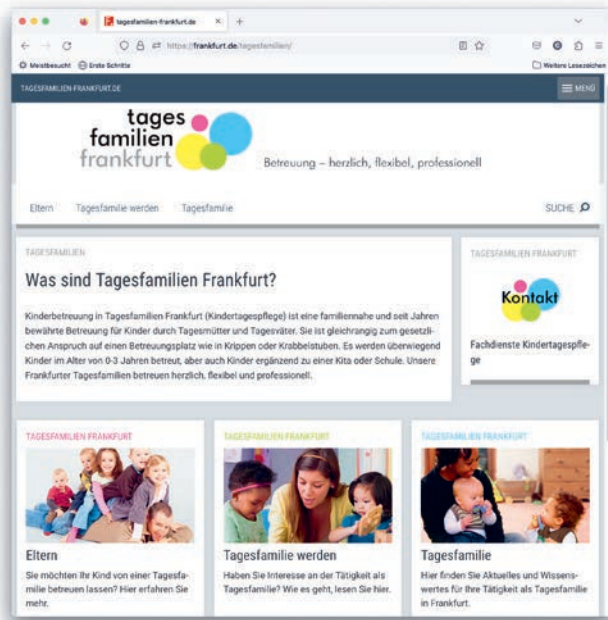 tagesfamilien-frankfurt.de
https://frankfurt.de/tagesfamilien/
Meistbesucht
Erste Schritte
Weitere Lesezeichen
TAGESFAMILIEN-FRANKFURT.DE
MENÜ
tages
familien
frankfurt
Betreuung – herzlich, flexibel, professionell
Eltern
Tagesfamilie werden
Tagesfamilie
SUCHE
TAGESFAMILIEN
Was sind Tagesfamilien Frankfurt?
Kinderbetreuung in Tagesfamilien Frankfurt (Kindertagespflege) ist eine familiennahe und seit Jahren
bewährte Betreuung für Kinder durch Tagesmütter und Tagesväter. Sie ist gleichrangig zum gesetzli-
chen Anspruch auf einen Betreuungsplatz wie in Krippen oder Krabbelstuben. Es werden überwiegend
Kinder im Alter von 0-3 Jahren betreut, aber auch Kinder ergänzend zu einer Kita oder Schule. Unsere
Frankfurter Tagesfamilien betreuen herzlich, flexibel und professionell.
TAGESFAMILIEN FRANKFURT
Kontakt
Fachdienste Kindertagespfle-
ge
TAGESFAMILIEN FRANKFURT
Eltern
Sie möchten Ihr Kind von einer Tagesfa-
milie betreuen lassen? Hier erfahren Sie
mehr.
TAGESFAMILIEN FRANKFURT
Tagesfamilie werden
Haben Sie Interesse an der Tätigkeit als
Tagesfamilie? Wie es geht, lesen Sie hier.
TAGESFAMILIEN FRANKFURT
Tagesfamilie
Hier finden Sie Aktuelles und Wissens-
wertes für Ihre Tätigkeit als Tagesfamilie
in Frankfurt.